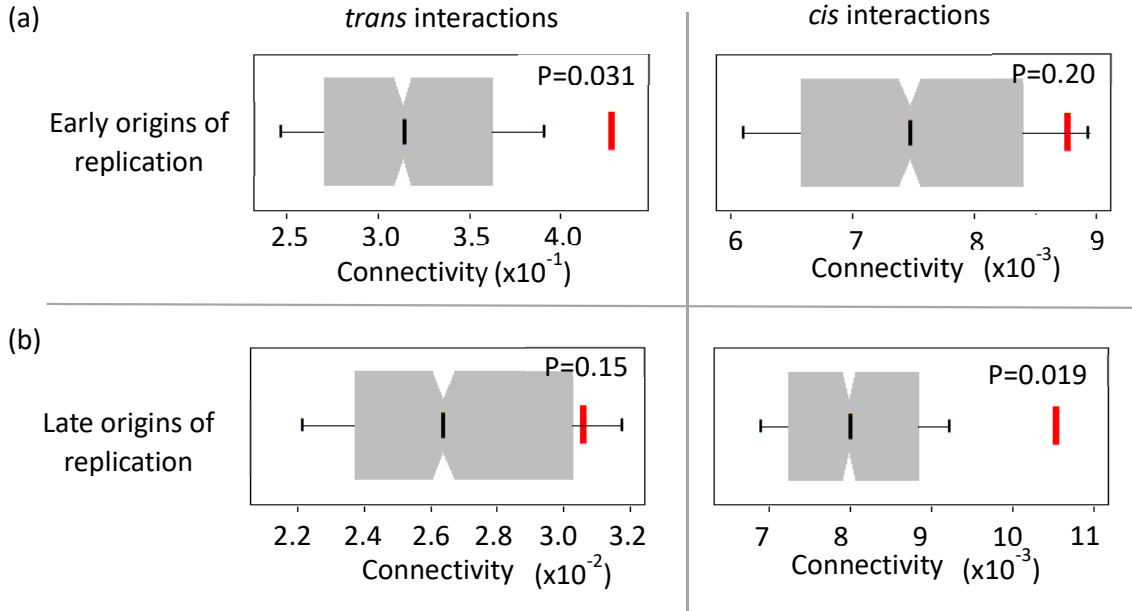 (a)
trans interactions
cis interactions
Early origins of
replication
P=0.031
2.5 3.0 3.5 4.0
Connectivity (x10-1)
P=0.20
6 7 8 9
Connectivity (x10-3)
(b)
Late origins of
replication
P=0.15
2.2 2.4 2.6 2.8 3.0 3.2
Connectivity (x10-2)
P=0.019
7 8 9 10 11
Connectivity (x10-3)